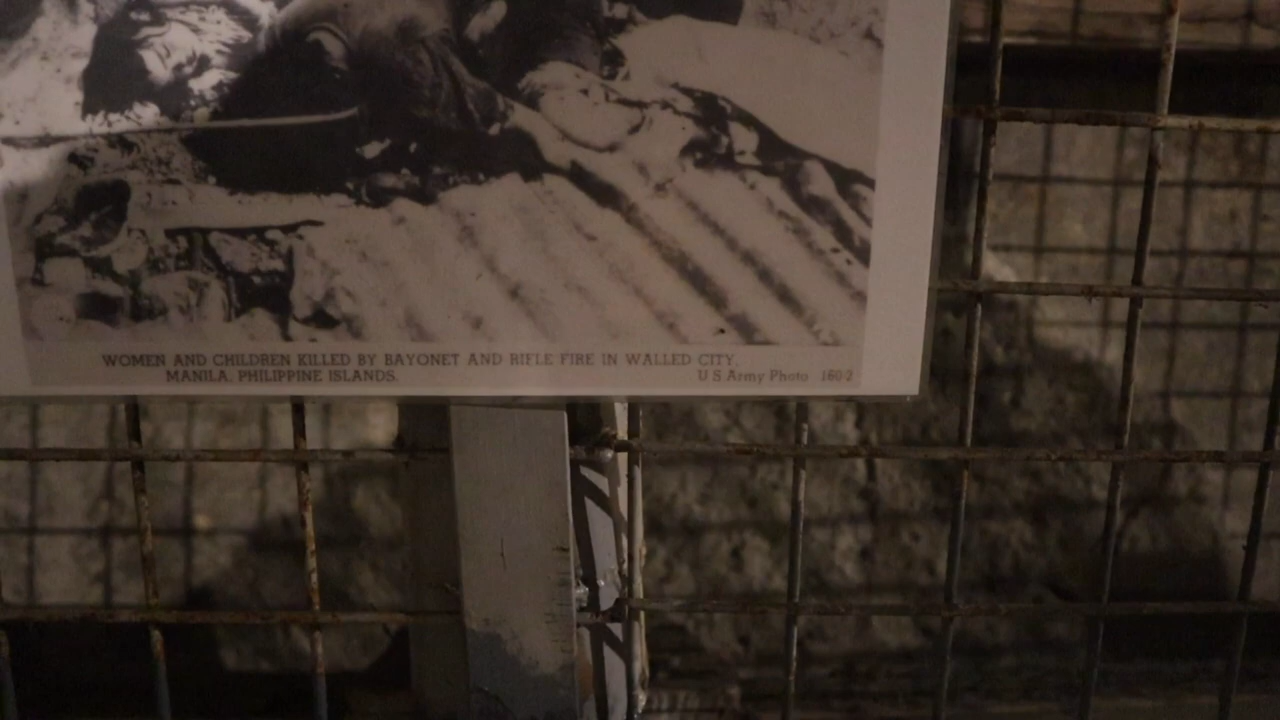 WOMEN AND CHILDREN KILLED BY BAYONET AND RIFLE FIRE IN WALLED CITY,
MANILA, PHILIPPINE ISLANDS. U S Army Photo